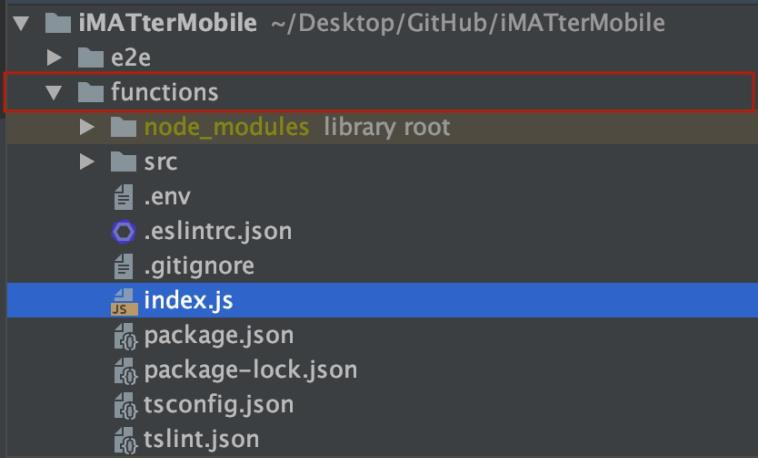 iMATterMobile ~/Desktop/GitHub/iMATterMobile
e2e
functions
node_modules library root
src
.env
.eslintrc.json
.gitignore
JS index.js
package.json
package-lock.json
tsconfig.json
tslint.json